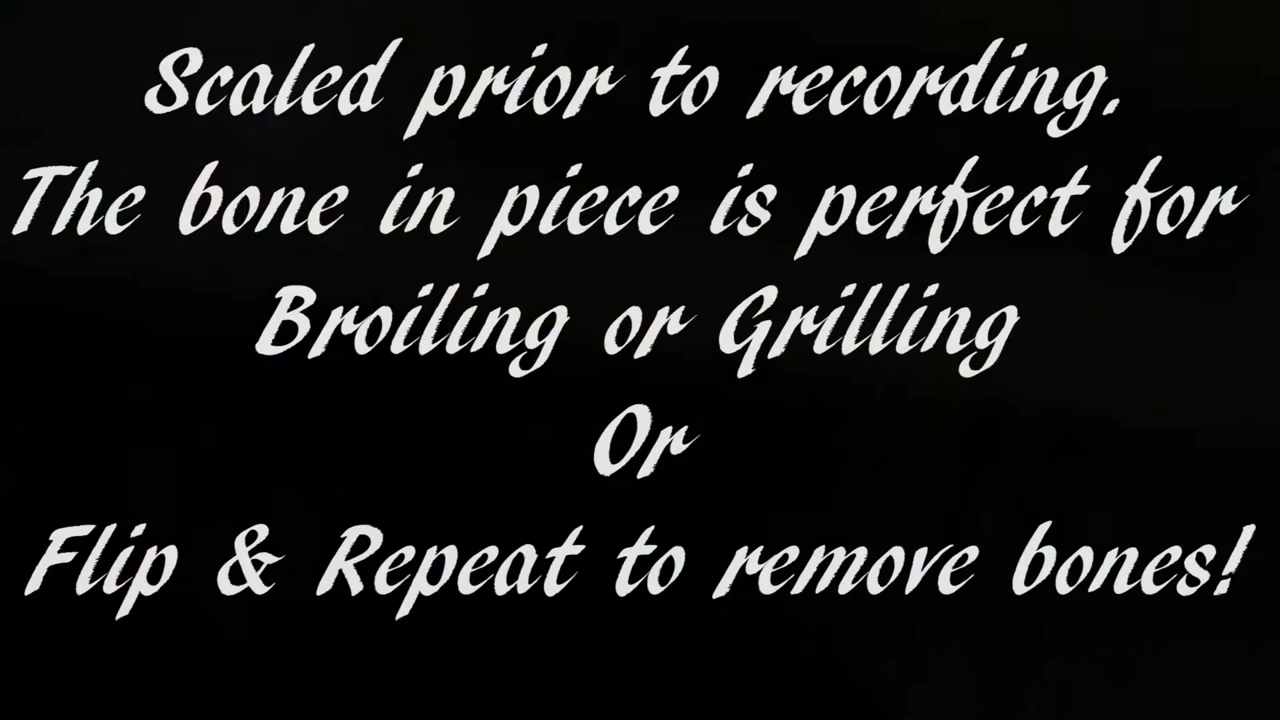 Scaled prior to recording.
The bone in piece is perfect for
Broiling or Grilling
Or
Flip & Repeat to remove bones!